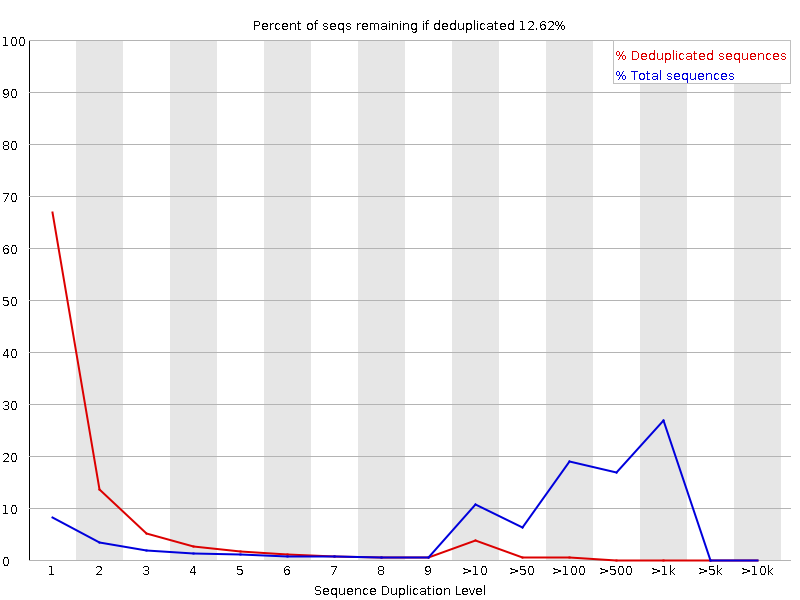 Percent of seqs remaining if deduplicated 12.62%
% Deduplicated sequences
% Total sequences
100
90
80
70
60
50
40
30
20
10
0
1 2 3 4 5 6 7 8 9 >10 >50 >100 >500 >1k >5k >10k
Sequence Duplication Level